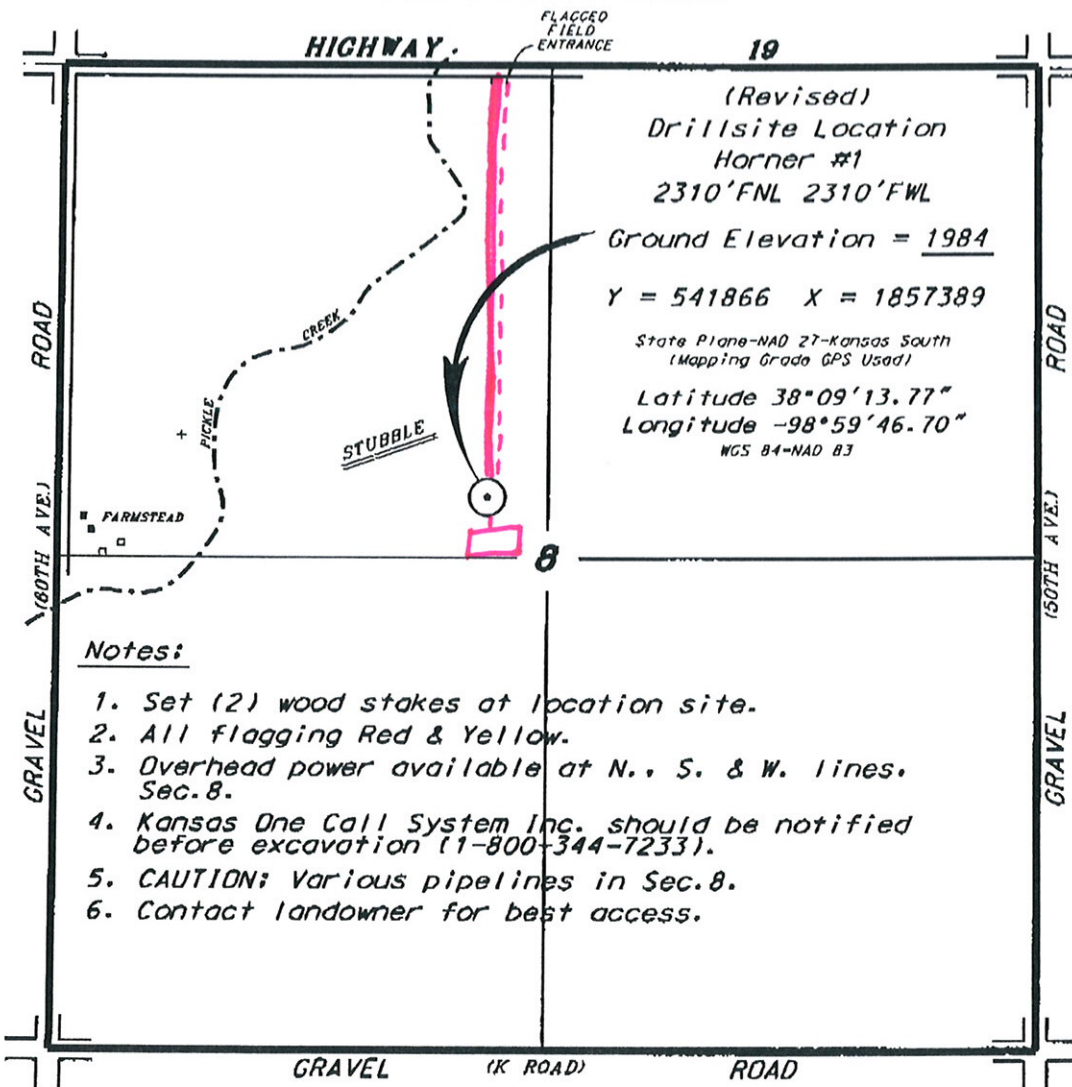 FLAGGED
FIELD
ENTRANCE
HIGHWAY 19
(Revised)
Drillsite Location
Horner #1
2310'FNL 2310'FWL
Ground Elevation = 1984
Y = 541866 X = 1857389
State Plane-NAD 27-Kansas South
(Mapping Grade GPS Used)
Latitude 38°09'13.77"
Longitude -98°59'46.70"
WGS 84-NAD 83
ROAD
ROAD
CREEK
PICKLE
STUBBLE
FARMSTEAD
(60TH AVE.)
(50TH AVE.)
8
Notes:
1. Set (2) wood stakes at location site.
2. All flagging Red & Yellow.
3. Overhead power available at N., S. & W. lines.
Sec.8.
4. Kansas One Call System Inc. should be notified
before excavation (1-800-344-7233).
5. CAUTION: Various pipelines in Sec.8.
6. Contact landowner for best access.
GRAVEL
GRAVEL
GRAVEL (K ROAD) ROAD